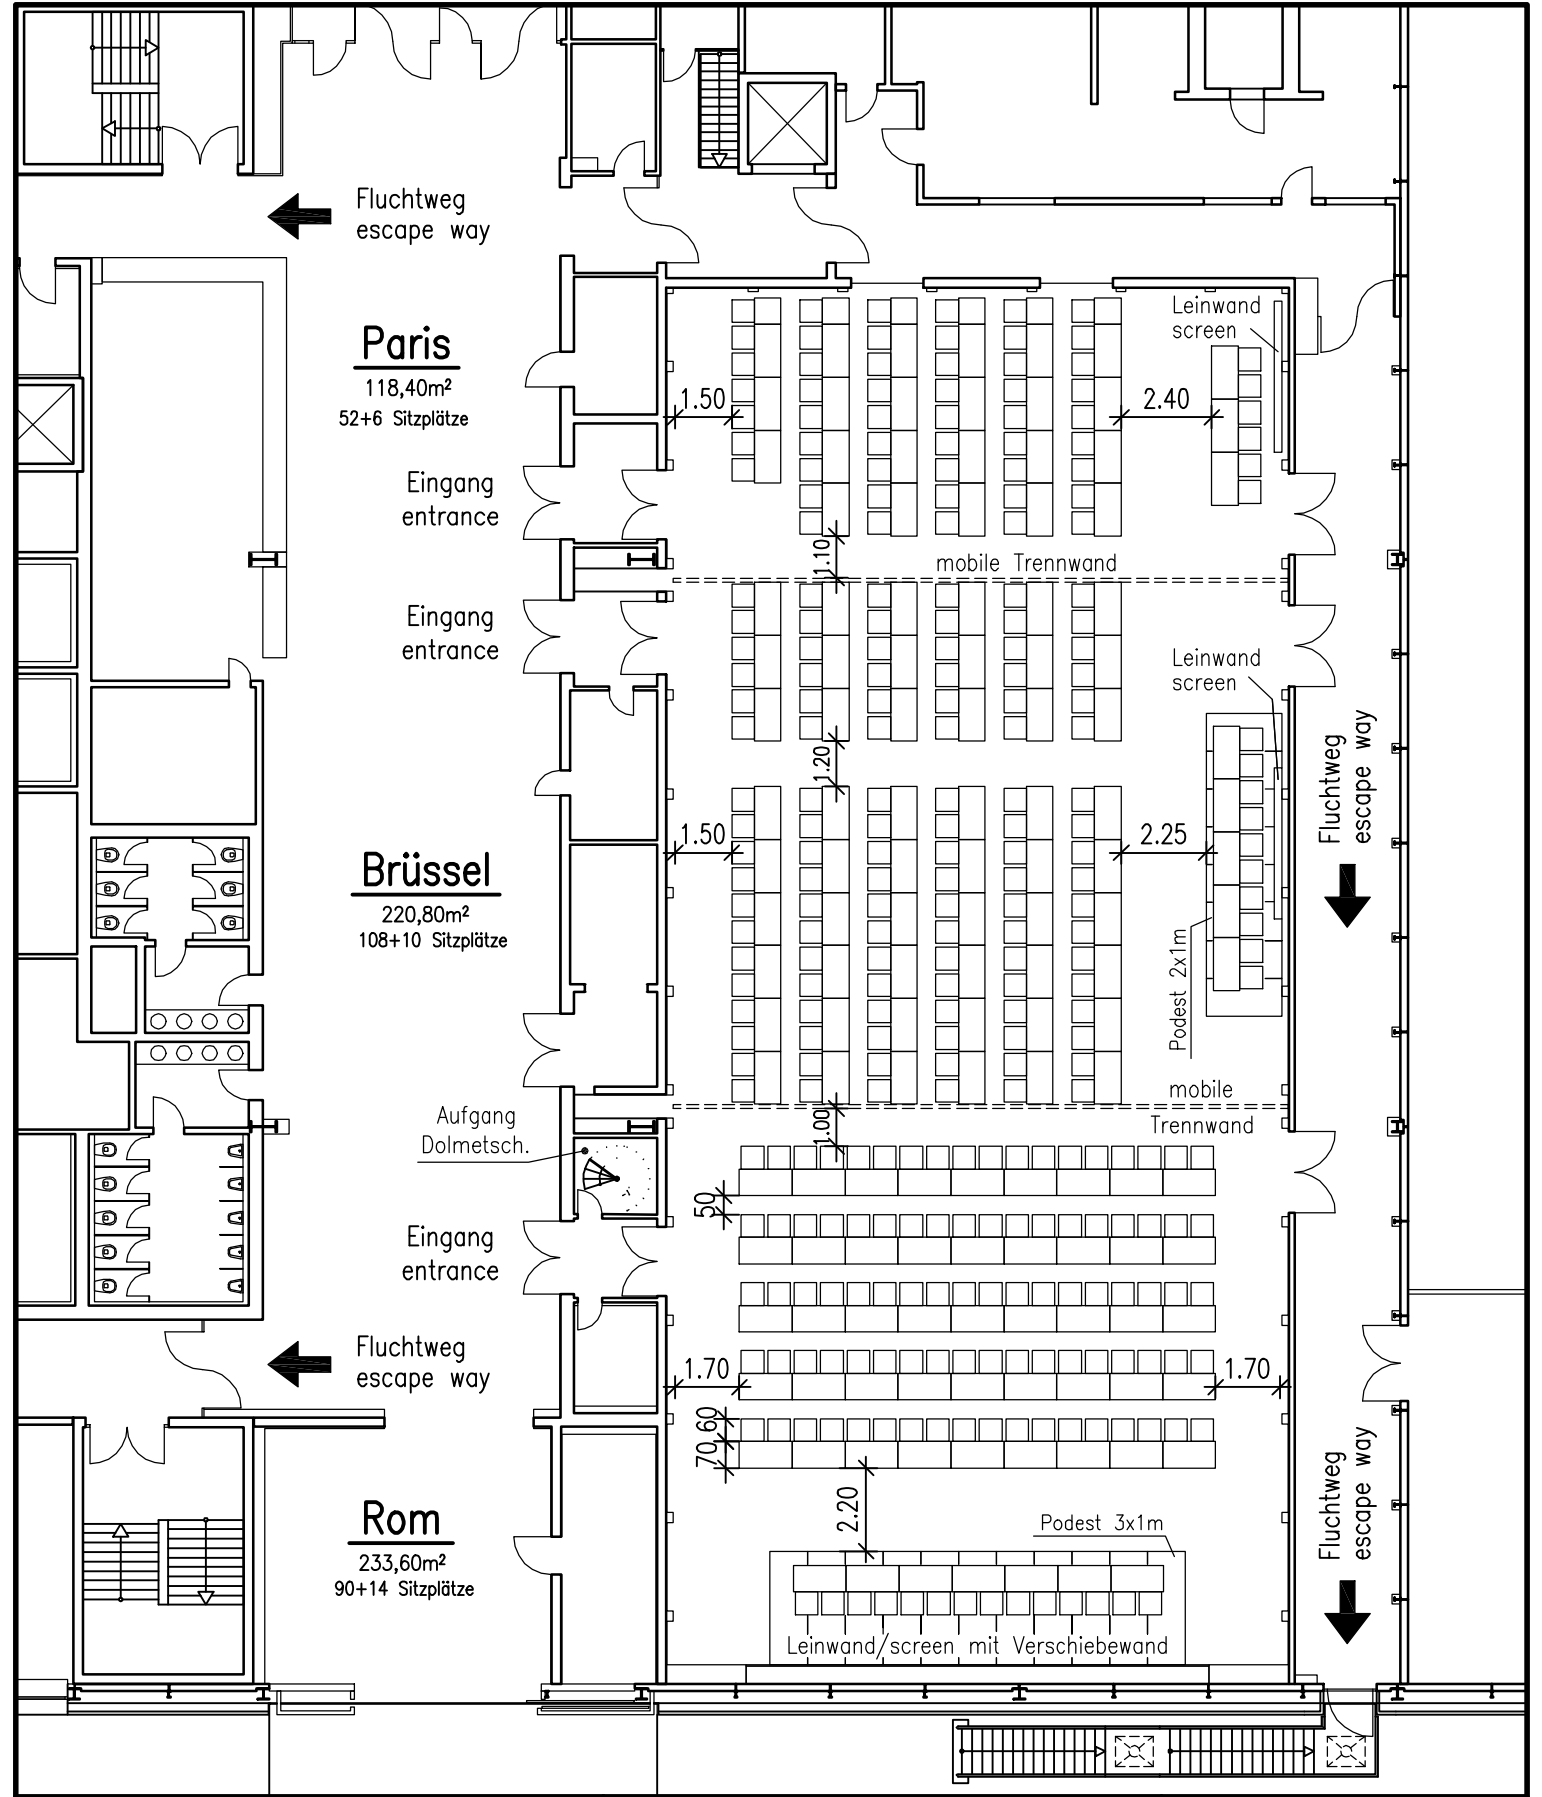 Fluchtweg
escape way
Paris
118,40m²
52+6 Sitzplätze
Leinwand
screen
1.50
2.40
Eingang
entrance
1.10
mobile Trennwand
Eingang
entrance
Leinwand
screen
1.20
Fluchtweg
escape way
Brüssel
220,80m²
108+10 Sitzplätze
1.50
2.25
Podest 2x1m
mobile
Trennwand
Aufgang
Dolmetsch.
1.00
50
Eingang
entrance
Fluchtweg
escape way
1.70
1.70
60
70
Fluchtweg
escape way
Rom
233,60m²
90+14 Sitzplätze
2.20
Podest 3x1m
Leinwand/screen mit Verschiebewand